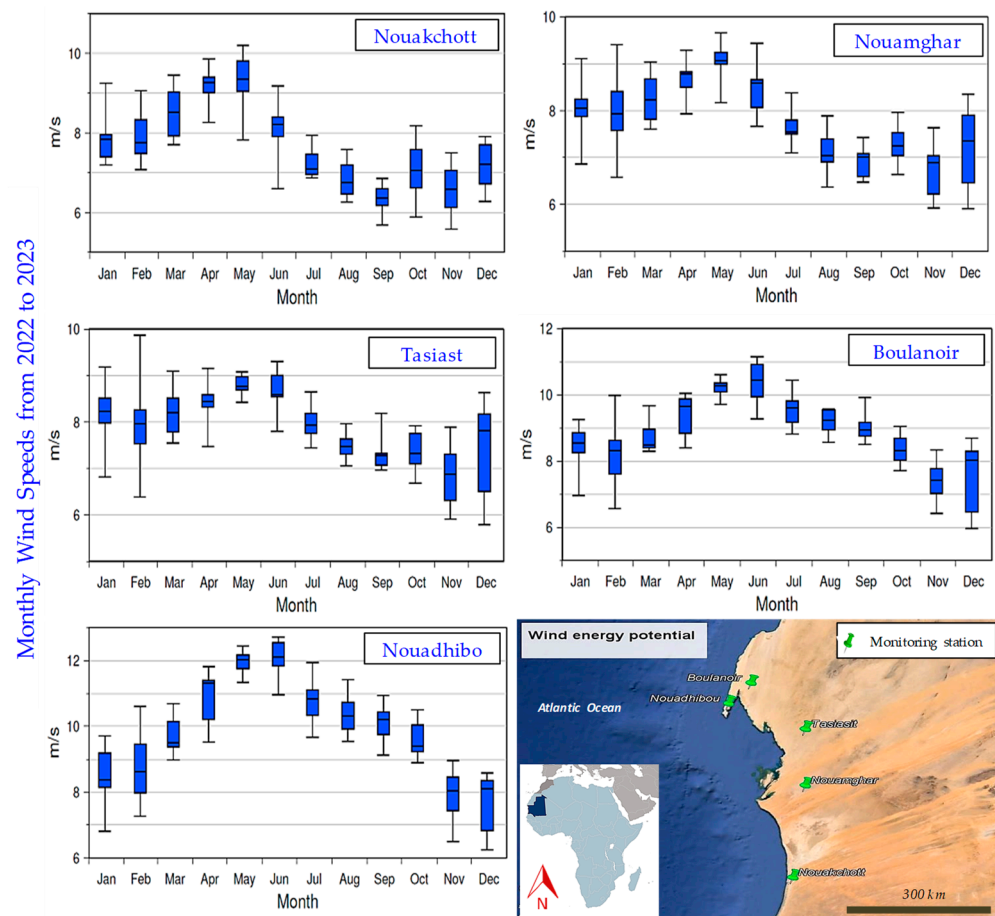 Monthly Wind Speeds from 2022 to 2023
Nouakchott
10
8
6
m/s
Jan Feb Mar Apr May Jun Jul Aug Sep Oct Nov Dec
Month
Nouamghar
10
8
6
m/s
Jan Feb Mar Apr May Jun Jul Aug Sep Oct Nov Dec
Month
Tasiast
10
8
6
m/s
Jan Feb Mar Apr May Jun Jul Aug Sep Oct Nov Dec
Month
Boulanoir
12
10
8
6
m/s
Jan Feb Mar Apr May Jun Jul Aug Sep Oct Nov Dec
Month
Nouadhibo
12
10
8
6
m/s
Jan Feb Mar Apr May Jun Jul Aug Sep Oct Nov Dec
Month
Wind energy potential
Monitoring station
Boulanoir
Nouadhibou
Atlantic Ocean
Tasiasit
Nouamghar
Nouakchott
N
300 km